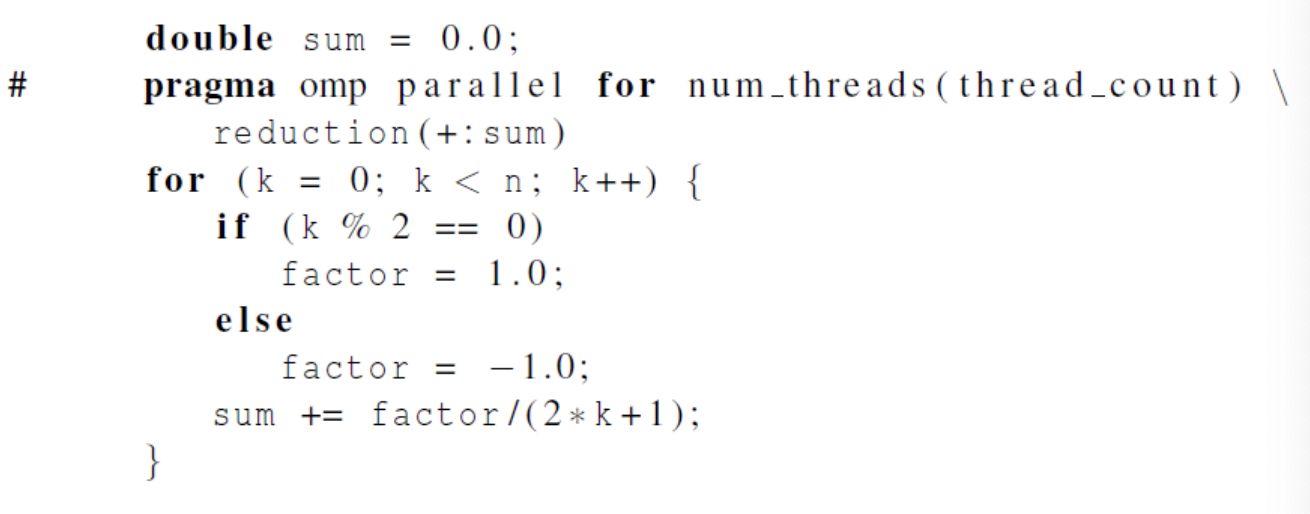 double sum = 0.0;
# pragma omp parallel for num_threads(thread_count) \
reduction(+:sum)
for (k = 0; k < n; k++) {
if (k % 2 == 0)
factor = 1.0;
else
factor = −1.0;
sum += factor/(2*k+1);
}